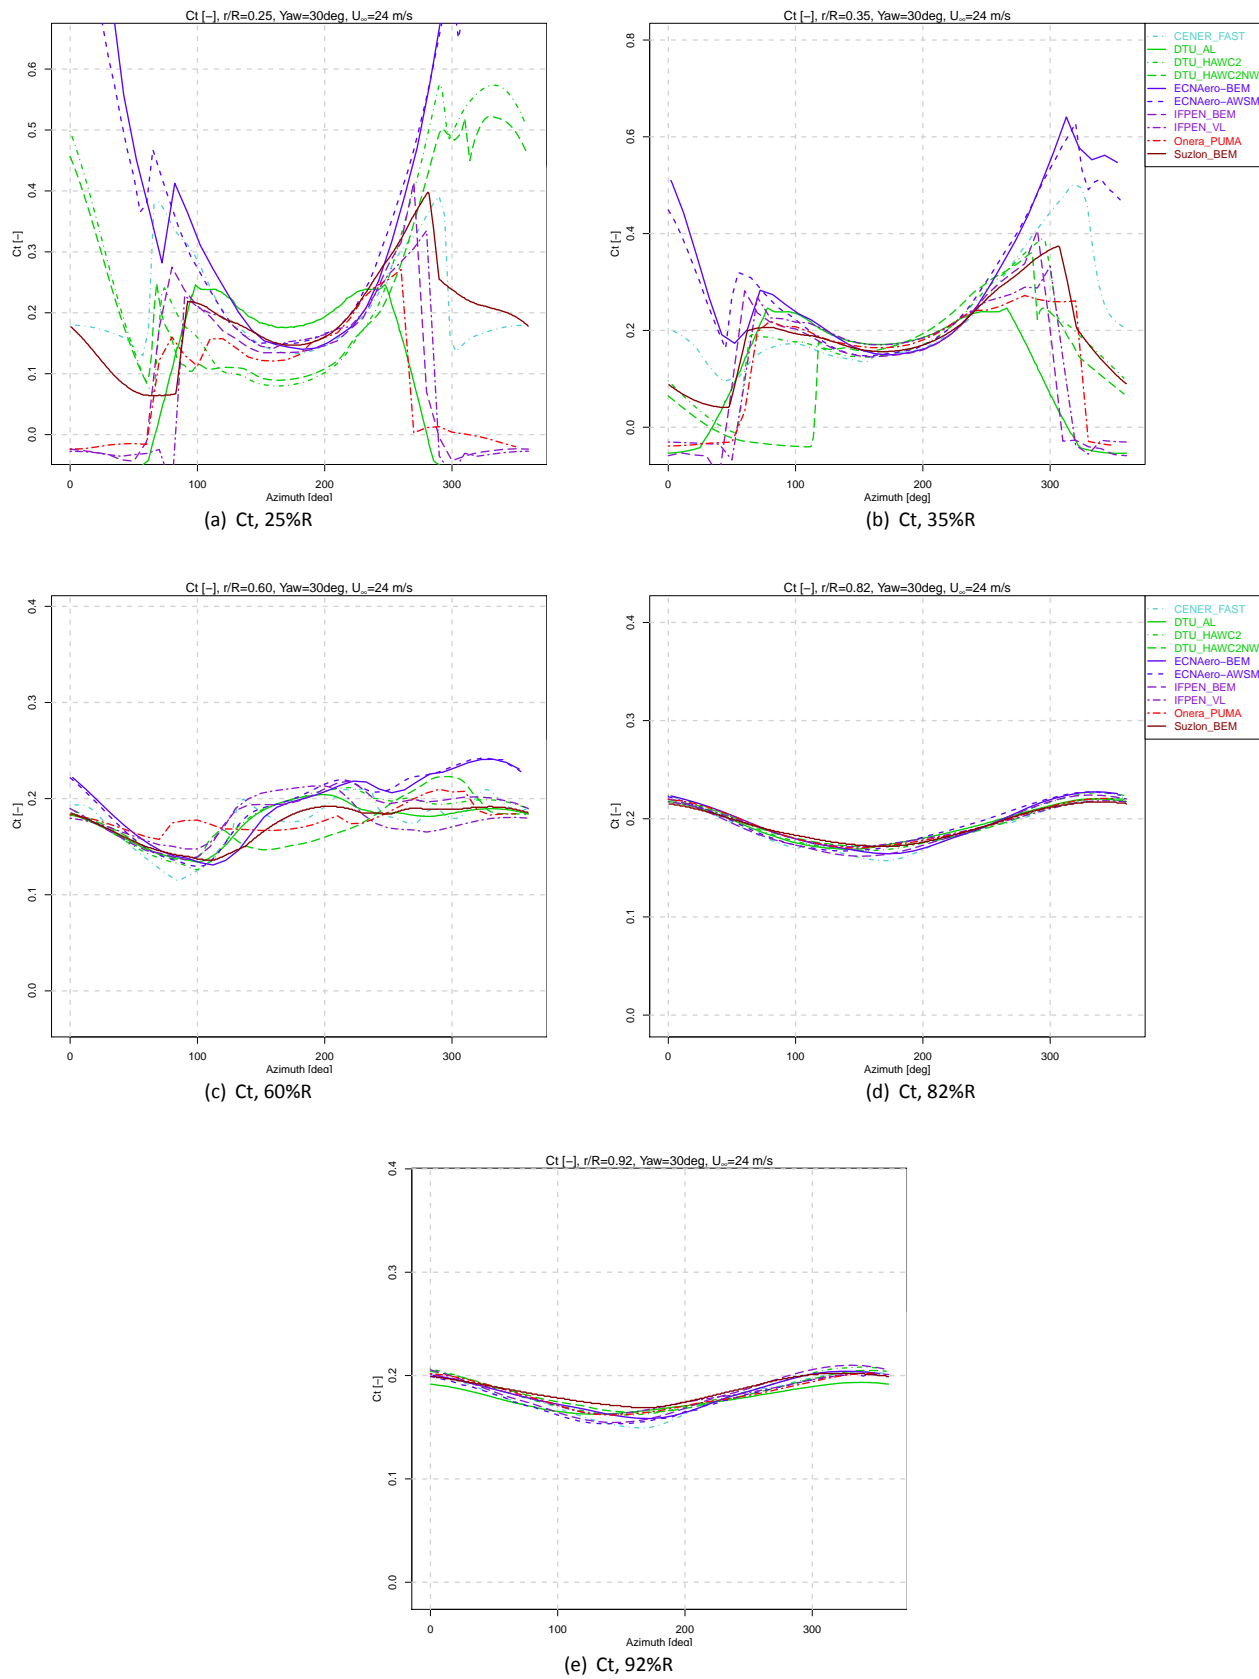 Ct [−], r/R=0.25, Yaw=30deg, U∞=24 m/s
Ct [−]
0.0
0.1
0.2
0.3
0.4
0.5
0.6
0
100
200
300
Azimuth [deg]
(a) Ct, 25%R
Ct [−], r/R=0.35, Yaw=30deg, U∞=24 m/s
Ct [−]
0.0
0.2
0.4
0.6
0.8
0
100
200
300
Azimuth [deg]
CENER_FAST
DTU_AL
DTU_HAWC2
DTU_HAWC2NW
ECNAero−BEM
ECNAero−AWSM
IFPEN_BEM
IFPEN_VL
Onera_PUMA
Suzlon_BEM
(b) Ct, 35%R
Ct [−], r/R=0.60, Yaw=30deg, U∞=24 m/s
Ct [−]
0.0
0.1
0.2
0.3
0.4
0
100
200
300
Azimuth [deg]
(c) Ct, 60%R
Ct [−], r/R=0.82, Yaw=30deg, U∞=24 m/s
Ct [−]
0.0
0.1
0.2
0.3
0.4
0
100
200
300
Azimuth [deg]
CENER_FAST
DTU_AL
DTU_HAWC2
DTU_HAWC2NW
ECNAero−BEM
ECNAero−AWSM
IFPEN_BEM
IFPEN_VL
Onera_PUMA
Suzlon_BEM
(d) Ct, 82%R
Ct [−], r/R=0.92, Yaw=30deg, U∞=24 m/s
Ct [−]
0.0
0.1
0.2
0.3
0.4
0
100
200
300
Azimuth [deg]
(e) Ct, 92%R